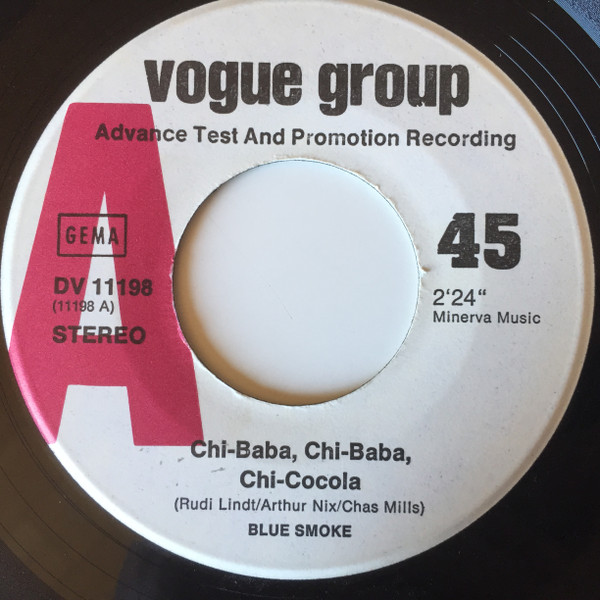 vogue group
Advance Test And Promotion Recording
A
GEMA
45
DV 11198
(11198 A)
STEREO
2'24"
Minerva Music
Chi-Baba, Chi-Baba,
Chi-Cocola
(Rudi Lindt/Arthur Nix/Chas Mills)
BLUE SMOKE